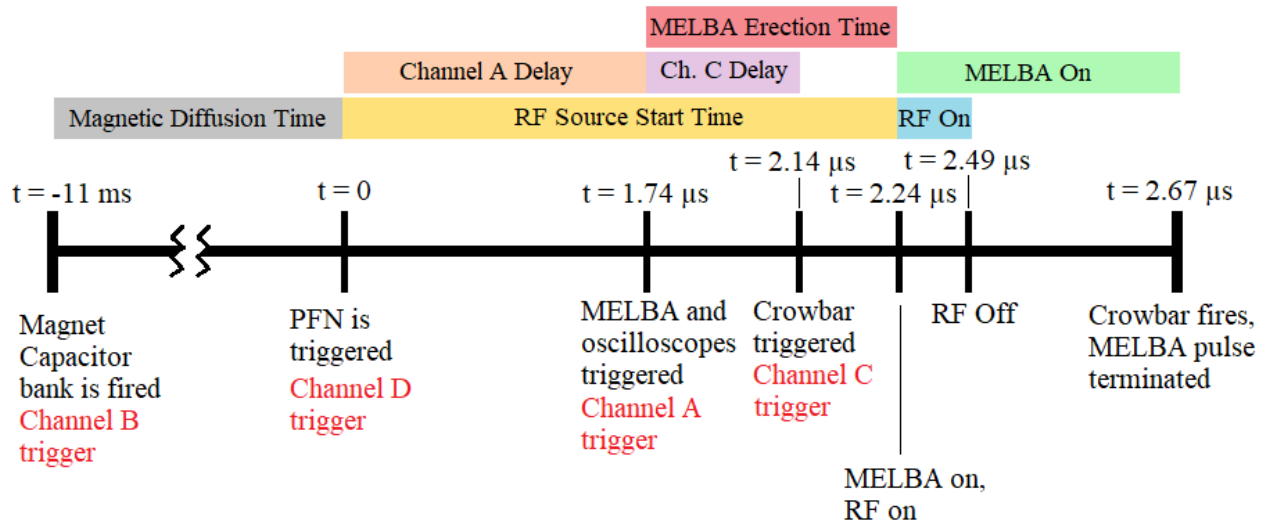 MELBA Erection Time
Channel A Delay
Ch. C Delay
MELBA On
Magnetic Diffusion Time
RF Source Start Time
RF On
t = -11 ms
t = 0
t = 1.74 µs
t = 2.14 µs
t = 2.24 µs
t = 2.49 µs
t = 2.67 µs
Magnet
Capacitor
bank is fired
Channel B
trigger
PFN is
triggered
Channel D
trigger
MELBA and
oscilloscopes
triggered
Channel A
trigger
Crowbar
triggered
Channel C
trigger
MELBA on,
RF on
RF Off
Crowbar fires,
MELBA pulse
terminated